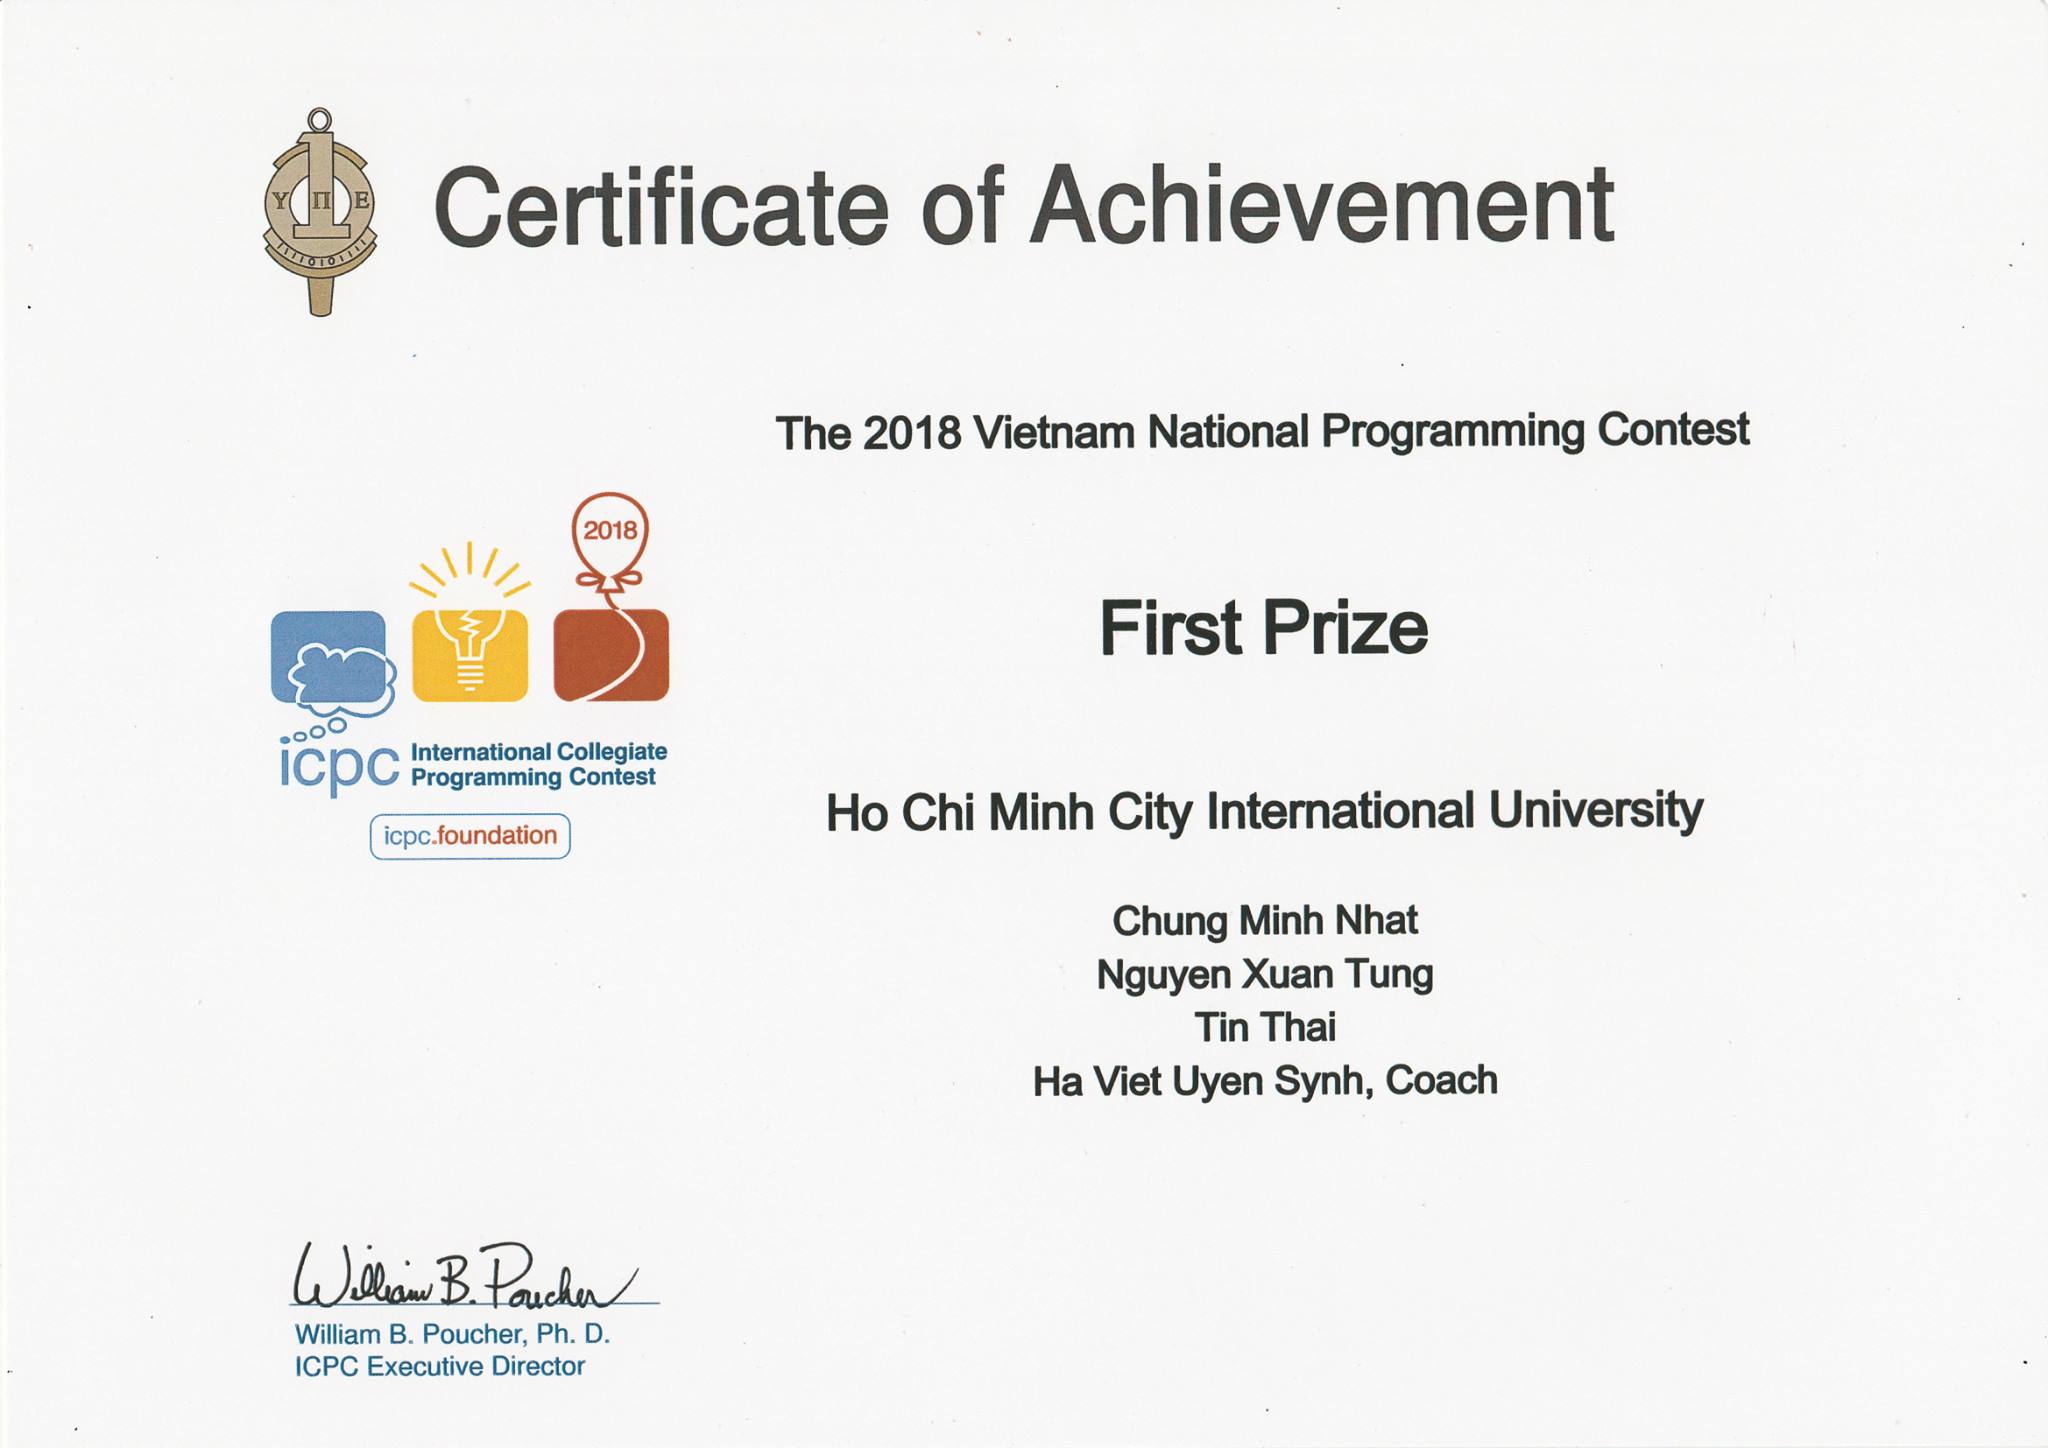 Certificate of Achievement
Υ Π Ε
11110101111
The 2018 Vietnam National Programming Contest
2018
First Prize
icpc International Collegiate
Programming Contest
icpc.foundation
Ho Chi Minh City International University
Chung Minh Nhat
Nguyen Xuan Tung
Tin Thai
Ha Viet Uyen Synh, Coach
William B. Poucher
William B. Poucher, Ph. D.
ICPC Executive Director